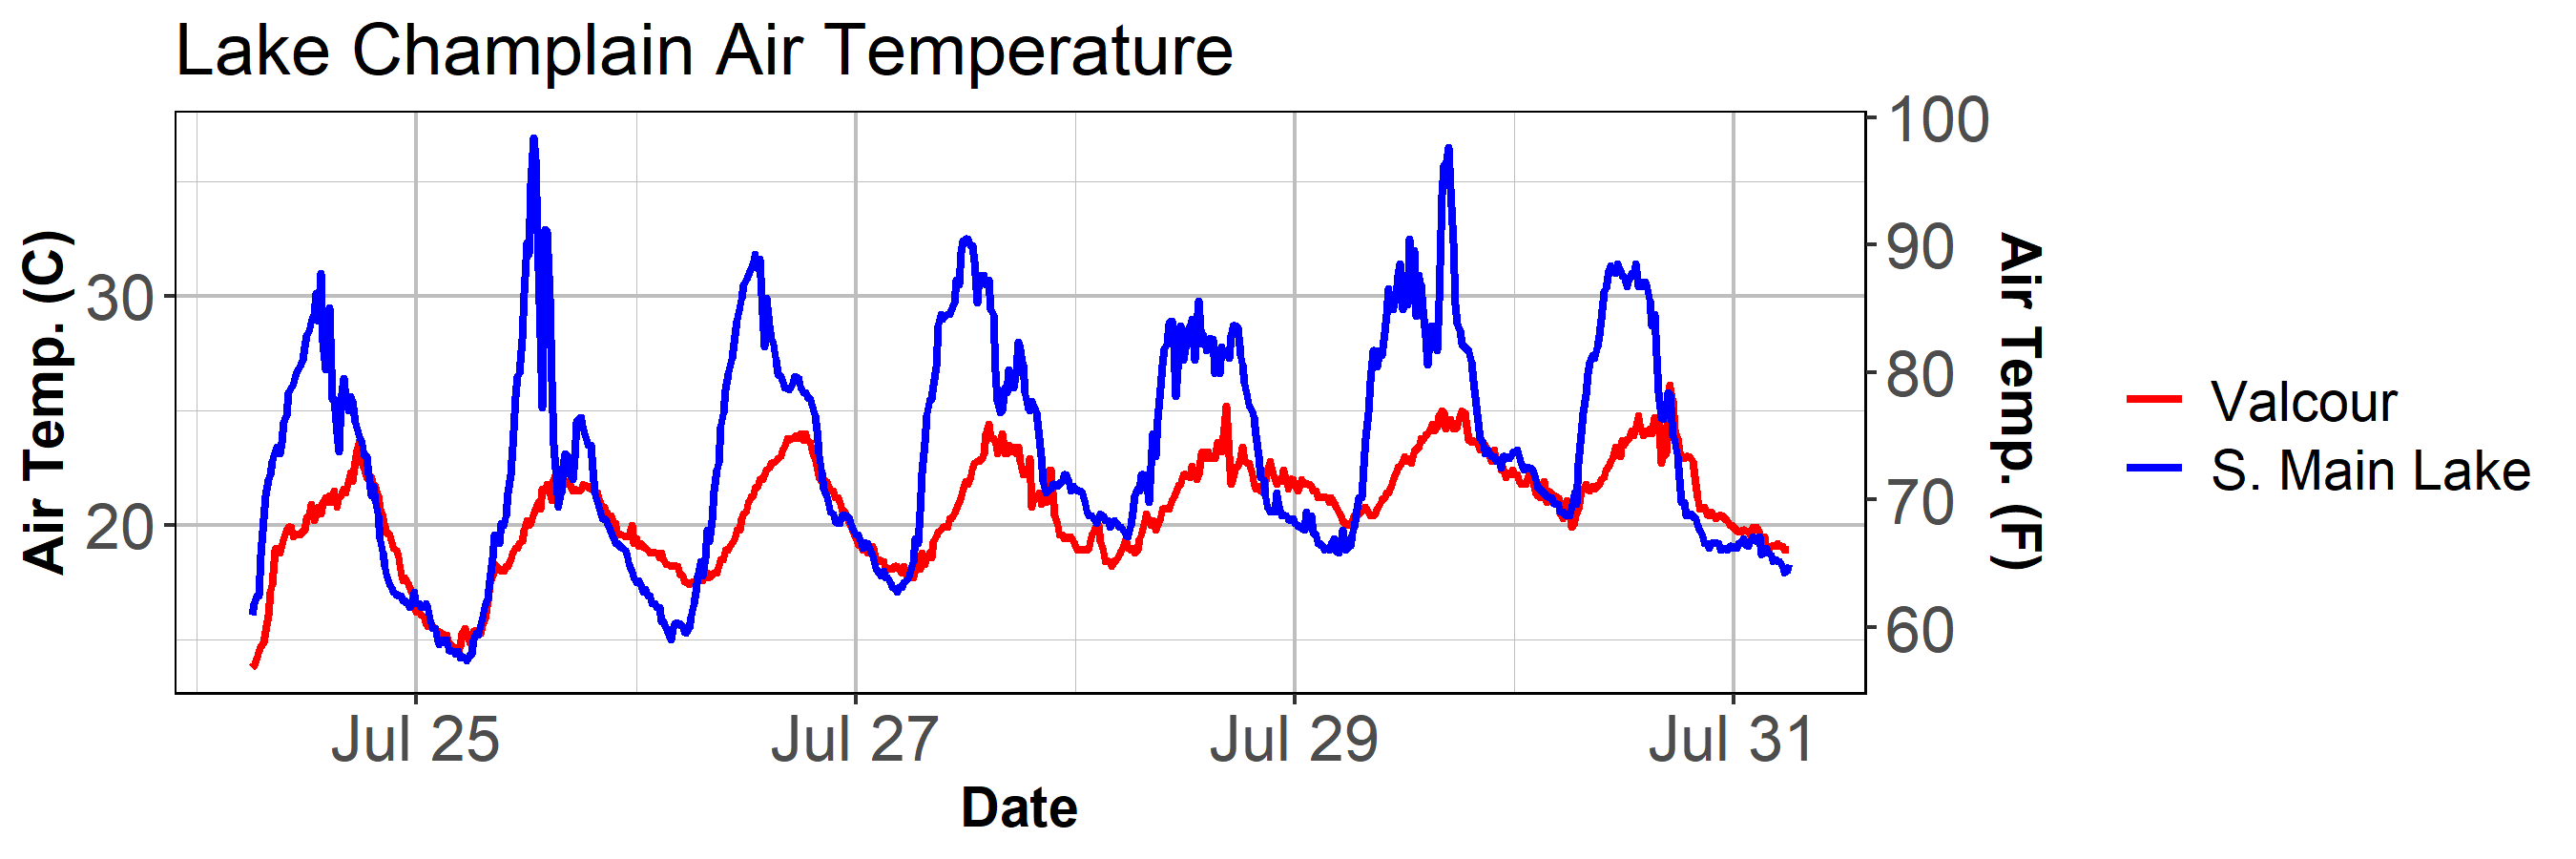 Lake Champlain Air Temperature
Air Temp. (C)
30
20
100
90
80
70
60
Air Temp. (F)
Jul 25
Jul 27
Jul 29
Jul 31
Date
Valcour
S. Main Lake